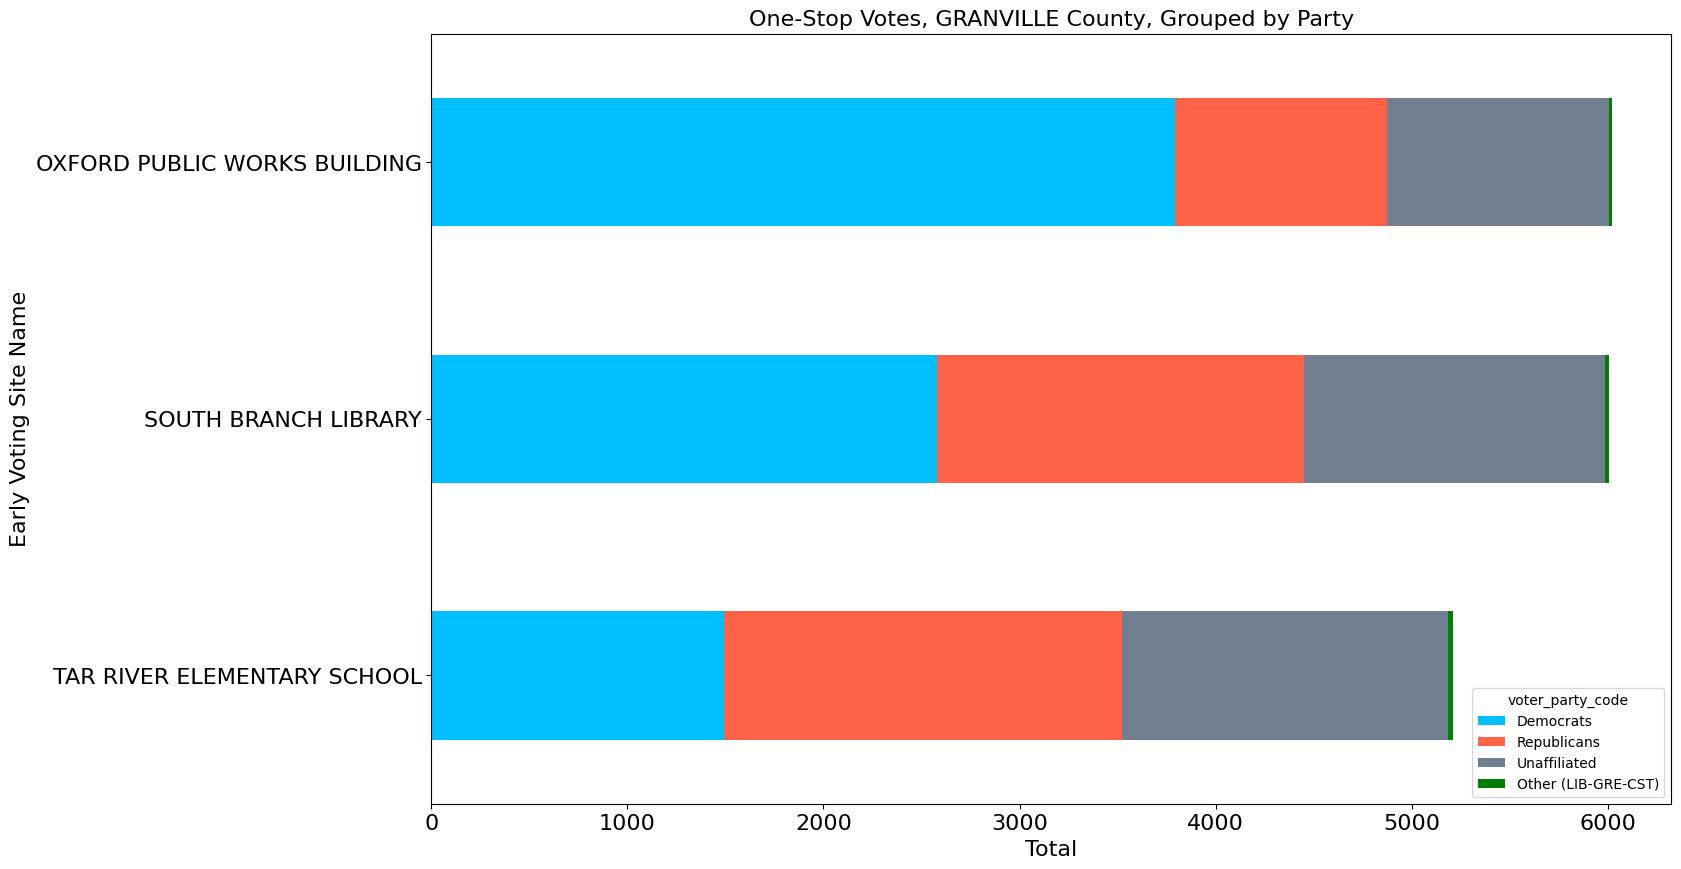 One-Stop Votes, GRANVILLE County, Grouped by Party
Early Voting Site Name
OXFORD PUBLIC WORKS BUILDING
SOUTH BRANCH LIBRARY
TAR RIVER ELEMENTARY SCHOOL
voter_party_code
Democrats
Republicans
Unaffiliated
Other (LIB-GRE-CST)
0 1000 2000 3000 4000 5000 6000
Total